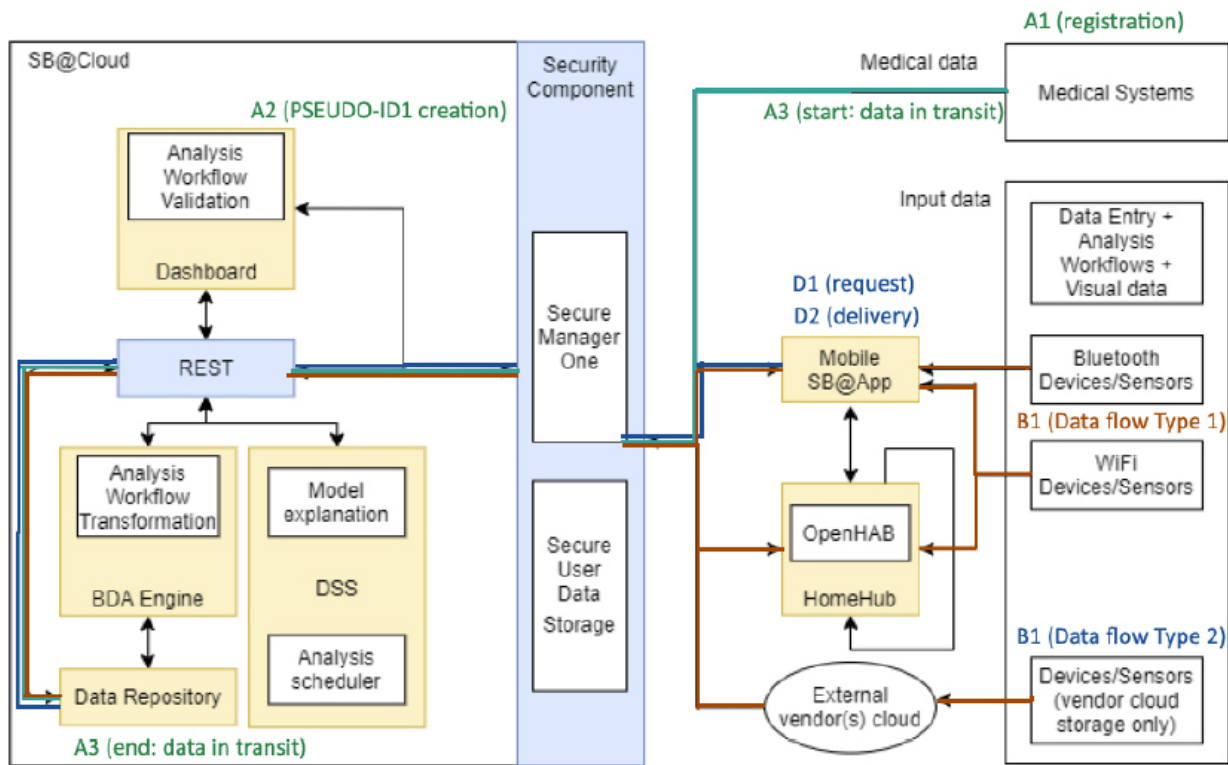 A1 (registration)
SB@Cloud
Security
Component
Medical data
Medical Systems
A2 (PSEUDO-ID1 creation)
A3 (start: data in transit)
Analysis
Workflow
Validation
Dashboard
Input data
Data Entry +
Analysis
Workflows +
Visual data
D1 (request)
D2 (delivery)
Secure
Manager
One
REST
Mobile
SB@App
Bluetooth
Devices/Sensors
B1 (Data flow Type 1)
WiFi
Devices/Sensors
Analysis
Workflow
Transformation
BDA Engine
Model
explanation
DSS
Analysis
scheduler
Secure
User
Data
Storage
OpenHAB
HomeHub
B1 (Data flow Type 2)
Devices/Sensors
(vendor cloud
storage only)
External
vendor(s) cloud
Data Repository
A3 (end: data in transit)